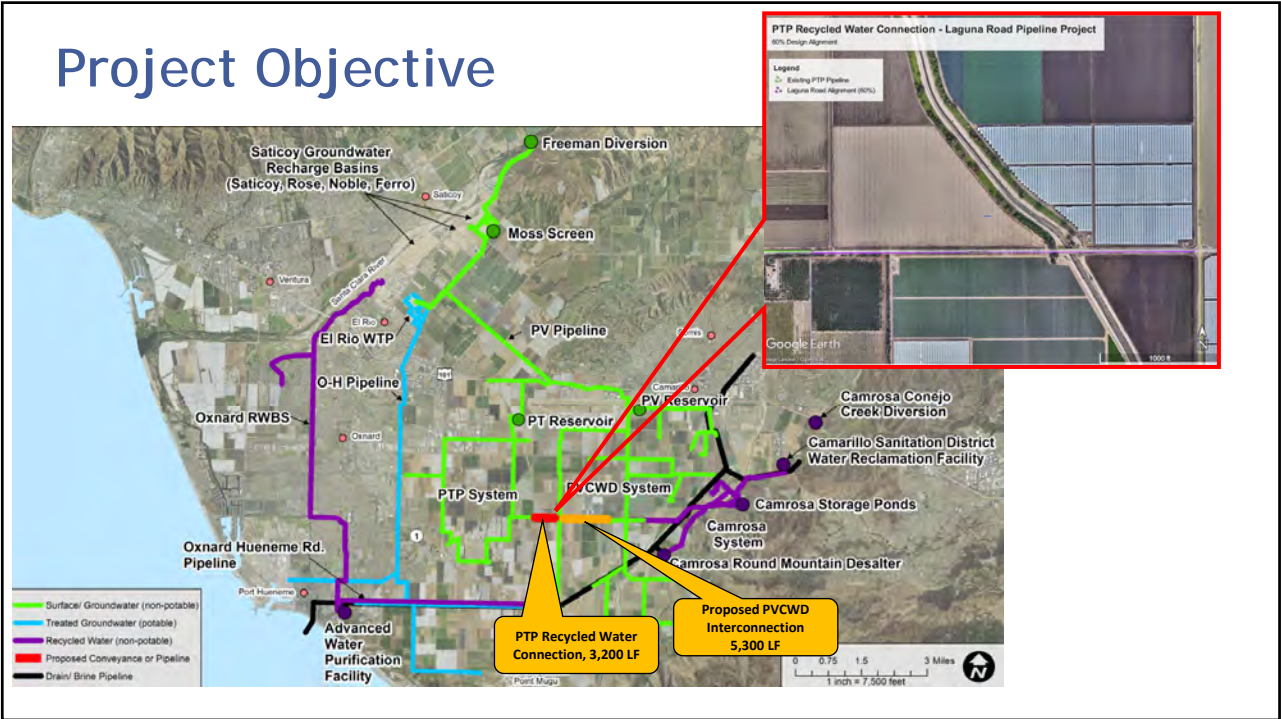 Project Objective
PTP Recycled Water Connection - Laguna Road Pipeline Project
60% Design Alignment
Legend
Existing PTP Pipeline
Laguna Road Alignment (60%)
Google Earth
1000 ft
N
Saticoy Groundwater
Recharge Basins
(Saticoy, Rose, Noble, Ferro)
Freeman Diversion
Saticoy
Moss Screen
Ventura
Santa Clara River
El Rio
El Rio WTP
PV Pipeline
Somis
O-H Pipeline
101
Camarillo
PV Reservoir
Oxnard RWBS
PT Reservoir
Camrosa Conejo
Creek Diversion
Oxnard
Camarillo Sanitation District
Water Reclamation Facility
PTP System
PVCWD System
Camrosa Storage Ponds
Camrosa
System
1
Oxnard Hueneme Rd.
Pipeline
Camrosa Round Mountain Desalter
Port Hueneme
Advanced
Water
Purification
Facility
PTP Recycled Water
Connection, 3,200 LF
Proposed PVCWD
Interconnection
5,300 LF
Point Mugu
Surface/ Groundwater (non-potable)
Treated Groundwater (potable)
Recycled Water (non-potable)
Proposed Conveyance or Pipeline
Drain/ Brine Pipeline
0 0.75 1.5 3 Miles
1 inch = 7,500 feet
N